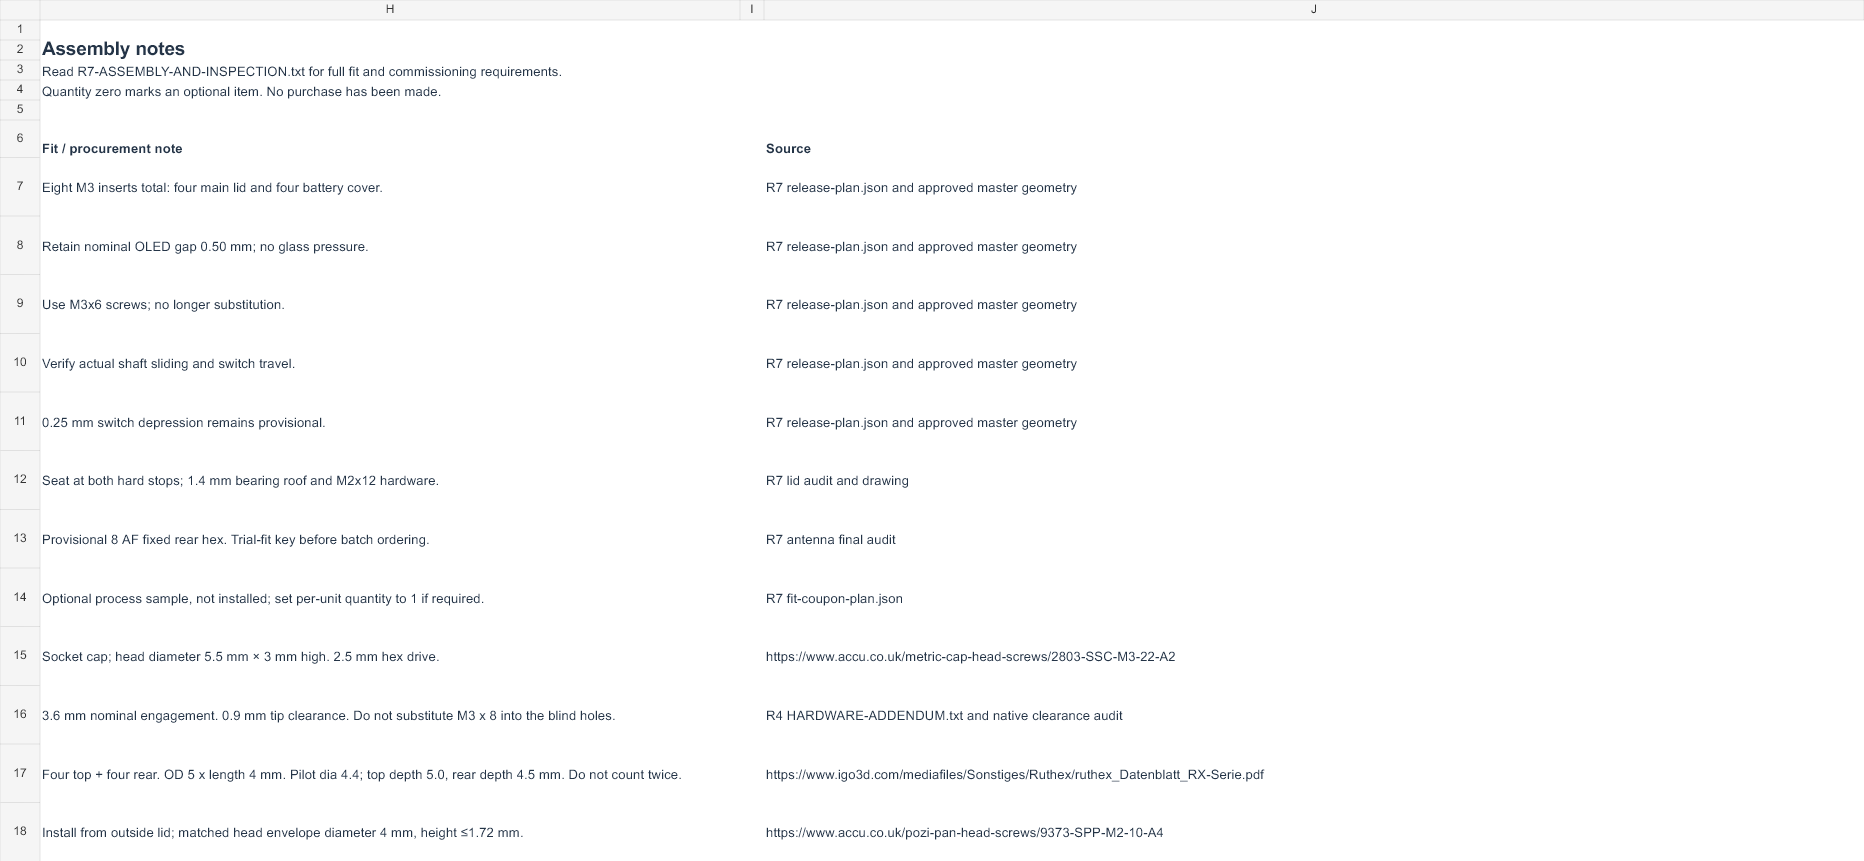 H I J
1
2 Assembly notes
3 Read R7-ASSEMBLY-AND-INSPECTION.txt for full fit and commissioning requirements.
4 Quantity zero marks an optional item. No purchase has been made.
5
6 Fit / procurement note Source
7 Eight M3 inserts total: four main lid and four battery cover. R7 release-plan.json and approved master geometry
8 Retain nominal OLED gap 0.50 mm; no glass pressure. R7 release-plan.json and approved master geometry
9 Use M3x6 screws; no longer substitution. R7 release-plan.json and approved master geometry
10 Verify actual shaft sliding and switch travel. R7 release-plan.json and approved master geometry
11 0.25 mm switch depression remains provisional. R7 release-plan.json and approved master geometry
12 Seat at both hard stops; 1.4 mm bearing roof and M2x12 hardware. R7 lid audit and drawing
13 Provisional 8 AF fixed rear hex. Trial-fit key before batch ordering. R7 antenna final audit
14 Optional process sample, not installed; set per-unit quantity to 1 if required. R7 fit-coupon-plan.json
15 Socket cap; head diameter 5.5 mm × 3 mm high. 2.5 mm hex drive. https://www.accu.co.uk/metric-cap-head-screws/2803-SSC-M3-22-A2
16 3.6 mm nominal engagement. 0.9 mm tip clearance. Do not substitute M3 x 8 into the blind holes. R4 HARDWARE-ADDENDUM.txt and native clearance audit
17 Four top + four rear. OD 5 x length 4 mm. Pilot dia 4.4; top depth 5.0, rear depth 4.5 mm. Do not count twice. https://www.igo3d.com/mediafiles/Sonstiges/Ruthex/ruthex_Datenblatt_RX-Serie.pdf
18 Install from outside lid; matched head envelope diameter 4 mm, height ≤1.72 mm. https://www.accu.co.uk/pozi-pan-head-screws/9373-SPP-M2-10-A4